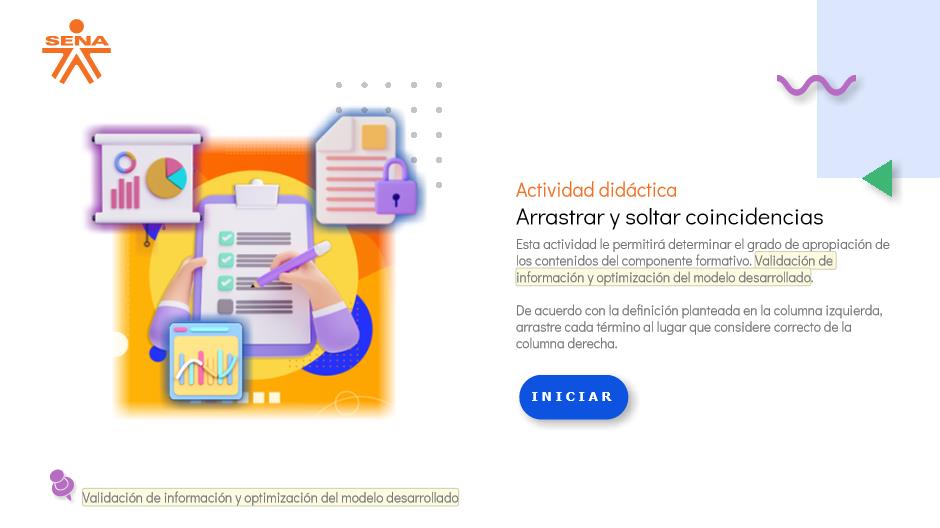 SENA
Actividad didáctica
Arrastrar y soltar coincidencias
Esta actividad le permitirá determinar el grado de apropiación de
los contenidos del componente formativo. Validación de
información y optimización del modelo desarrollado.
De acuerdo con la definición planteada en la columna izquierda,
arrastre cada término al lugar que considere correcto de la
columna derecha.
INICIAR
Validación de información y optimización del modelo desarrollado